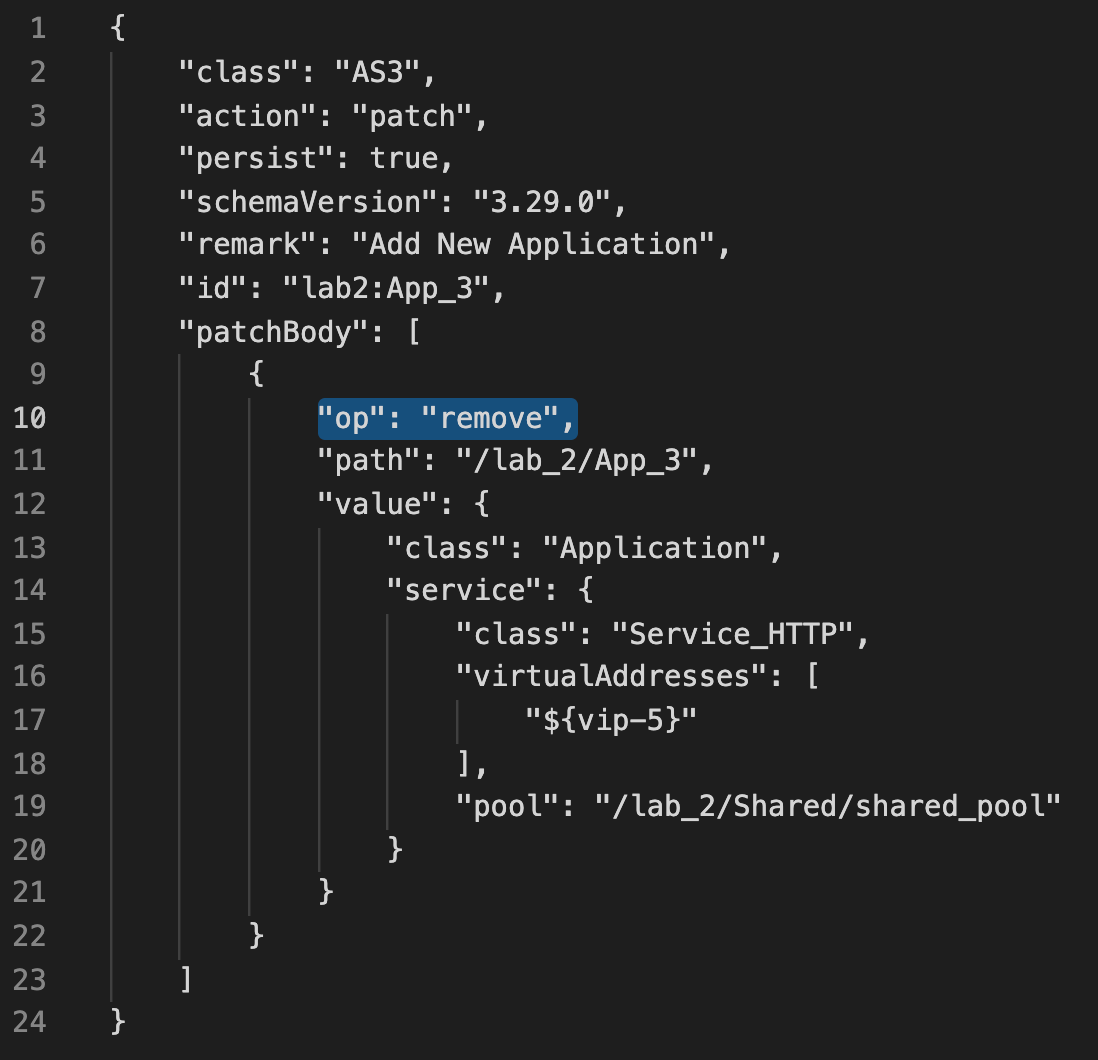 1 {
2 "class": "AS3",
3 "action": "patch",
4 "persist": true,
5 "schemaVersion": "3.29.0",
6 "remark": "Add New Application",
7 "id": "lab2:App_3",
8 "patchBody": [
9 {
10 "op": "remove",
11 "path": "/lab_2/App_3",
12 "value": {
13 "class": "Application",
14 "service": {
15 "class": "Service_HTTP",
16 "virtualAddresses": [
17 "${vip-5}"
18 ],
19 "pool": "/lab_2/Shared/shared_pool"
20 }
21 }
22 }
23 ]
24 }